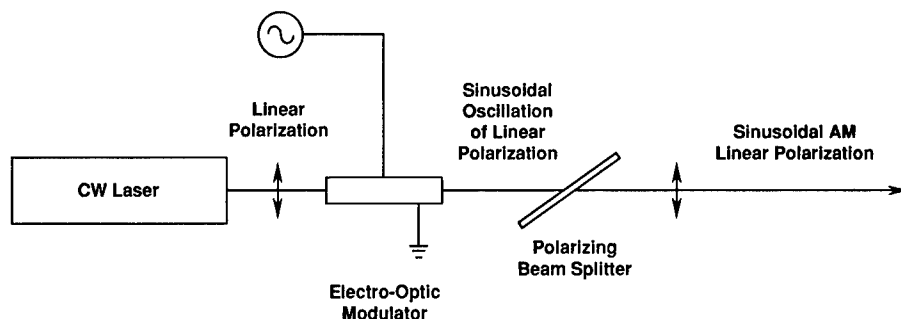 Linear
Polarization
Sinusoidal
Oscillation
of Linear
Polarization
Sinusoidal AM
Linear Polarization
CW Laser
Polarizing
Beam Splitter
Electro-Optic
Modulator